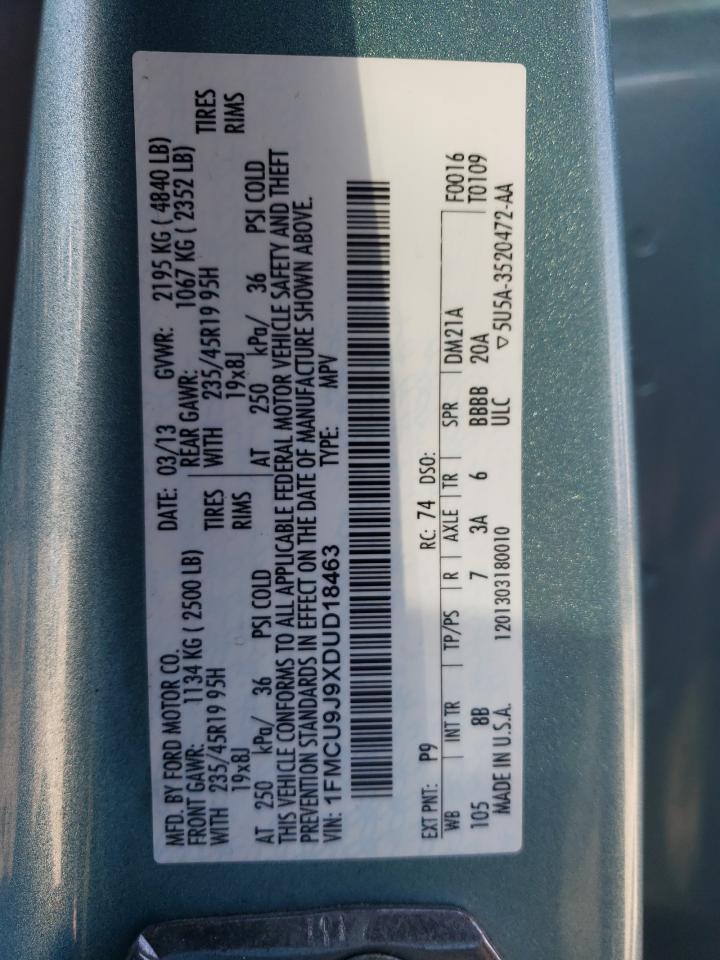 MFD. BY FORD MOTOR CO.
DATE: 03/13 GVWR: 2195 KG ( 4840 LB)
FRONT GAWR: 1134 KG ( 2500 LB) REAR GAWR: 1067 KG ( 2352 LB)
WITH 235/45R19 95H TIRES WITH 235/45R19 95H TIRES
19x8J RIMS 19x8J RIMS
AT 250 kPa/ 36 PSI COLD AT 250 kPa/ 36 PSI COLD
THIS VEHICLE CONFORMS TO ALL APPLICABLE FEDERAL MOTOR VEHICLE SAFETY AND THEFT
PREVENTION STANDARDS IN EFFECT ON THE DATE OF MANUFACTURE SHOWN ABOVE.
VIN: 1FMCU9J9XDUD18463 TYPE: MPV
EXT PNT: P9 RC: 74 DSO:
WB INT TR TP/PS R AXLE TR SPR DM21A F0016
105 8B 7 3A 6 BBBB 20A T0109
MADE IN U.S.A. 1201303180010 ULC ▽5U5A-3520472-AA